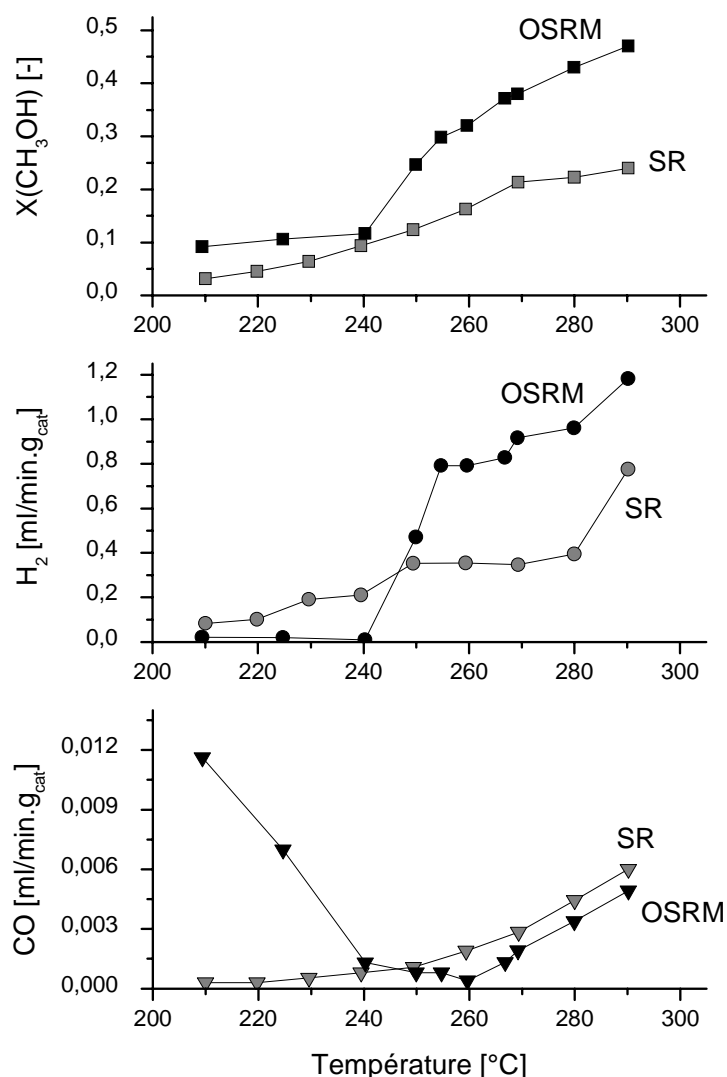 X(CH₃OH) [-]
0,5
0,4
0,3
0,2
0,1
0,0
OSRM
SR
200 220 240 260 280 300
H₂ [ml/min.g_cat]
1,2
1,0
0,8
0,6
0,4
0,2
0,0
OSRM
SR
200 220 240 260 280 300
CO [ml/min.g_cat]
0,012
0,009
0,006
0,003
0,000
SR
OSRM
200 220 240 260 280 300
Température [°C]